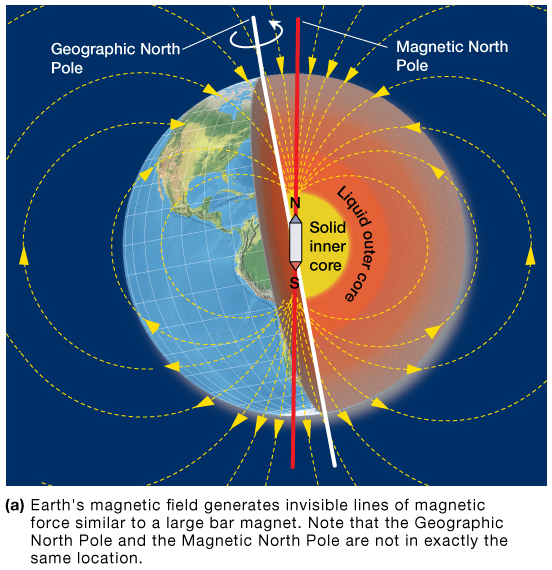 Geographic North
Pole
Magnetic North
Pole
N
Solid
inner
core
Liquid outer core
S
(a) Earth's magnetic field generates invisible lines of magnetic
force similar to a large bar magnet. Note that the Geographic
North Pole and the Magnetic North Pole are not in exactly the
same location.